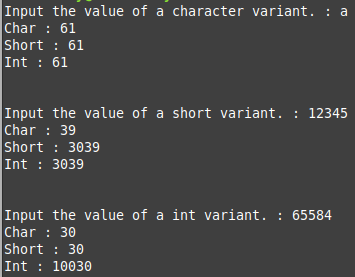 Input the value of a character variant. : a
Char : 61
Short : 61
Int : 61
Input the value of a short variant. : 12345
Char : 39
Short : 3039
Int : 3039
Input the value of a int variant. : 65584
Char : 30
Short : 30
Int : 10030